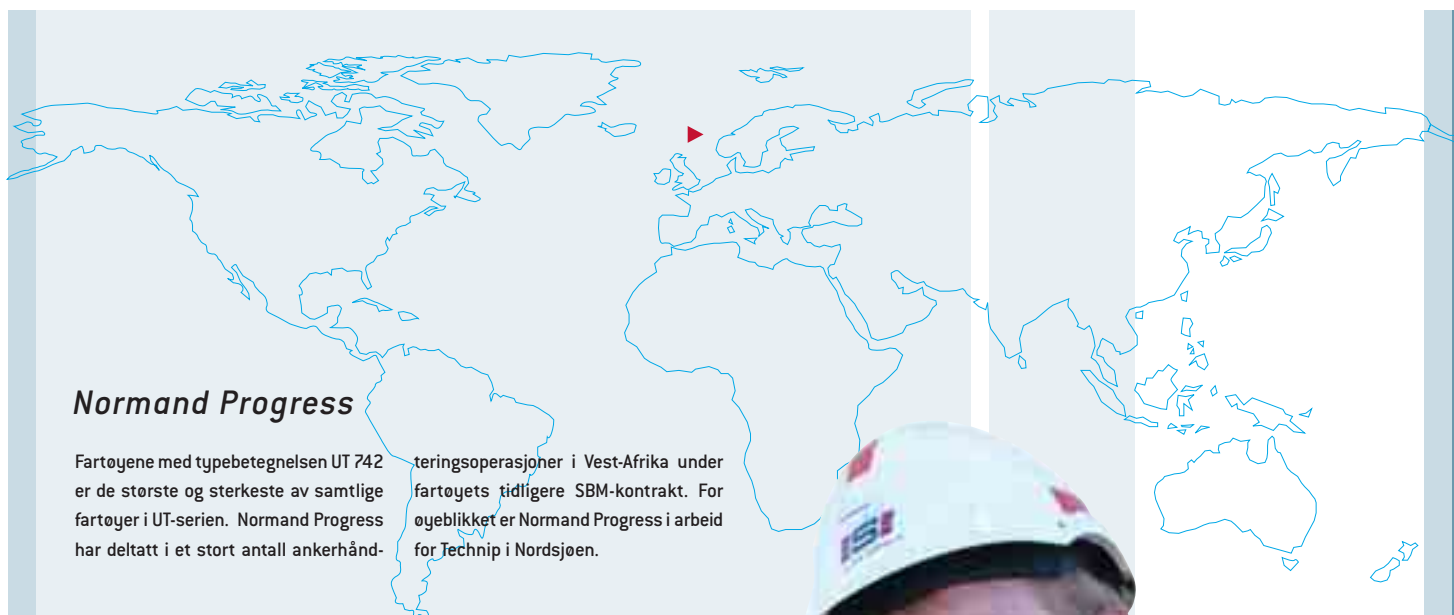 Normand Progress
Fartøyene med typebetegnelsen UT 742
er de største og sterkeste av samtlige
fartøyer i UT-serien. Normand Progress
har deltatt i et stort antall ankerhånd-
teringsoperasjoner i Vest-Afrika under
fartøyets tidligere SBM-kontrakt. For
øyeblikket er Normand Progress i arbeid
for Technip i Nordsjøen.